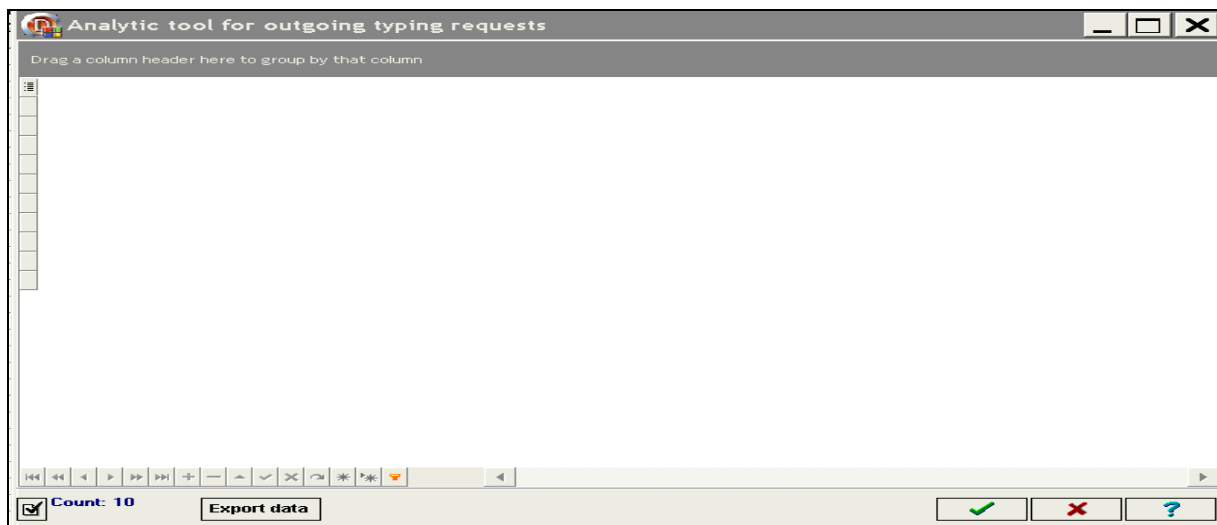 Analytic tool for outgoing typing requests
Drag a column header here to group by that column
Count: 10
Export data
?